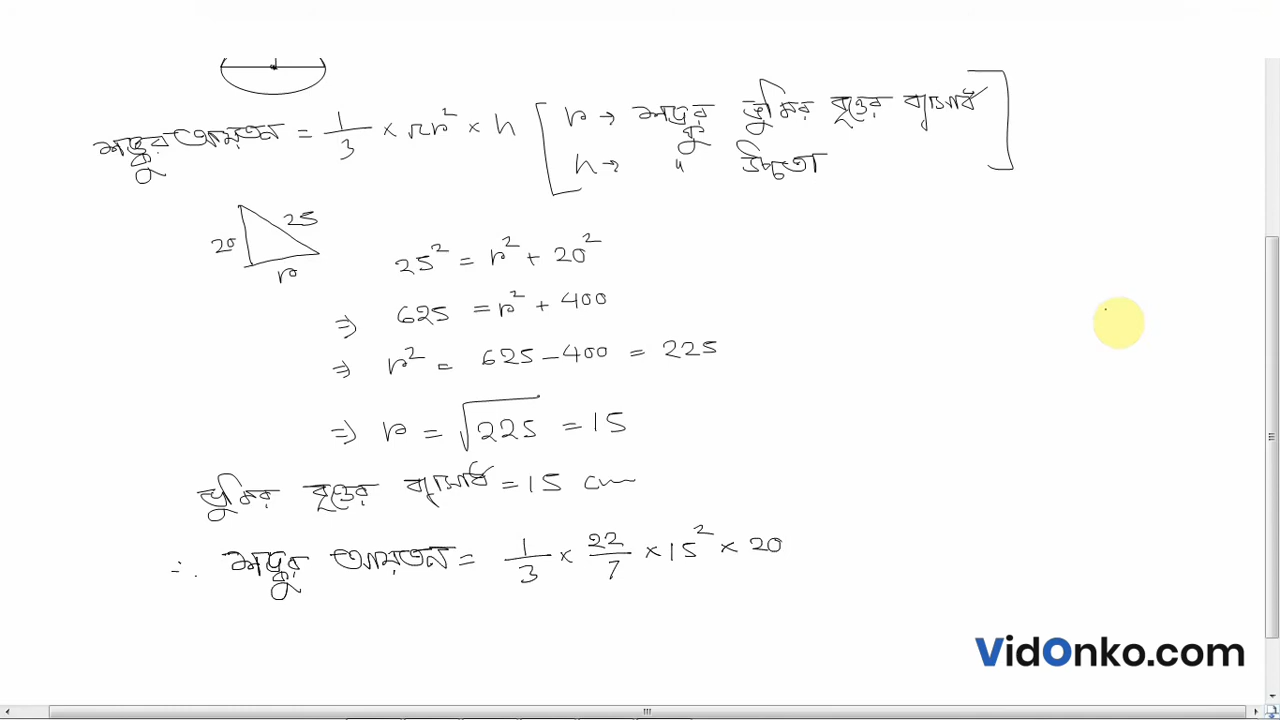 শঙ্কুর আয়তন = 1/3 × πr² × h [ r → শঙ্কুর ভূমির বৃত্তের ব্যাসার্ধ
h → " উচ্চতা ]
20 25 r
25² = r² + 20²
⇒ 625 = r² + 400
⇒ r² = 625 – 400 = 225
⇒ r = √225 = 15
ভূমির বৃত্তের ব্যাসার্ধ = 15 cm
∴ শঙ্কুর আয়তন = 1/3 × 22/7 × 15² × 20
VidOnko.com